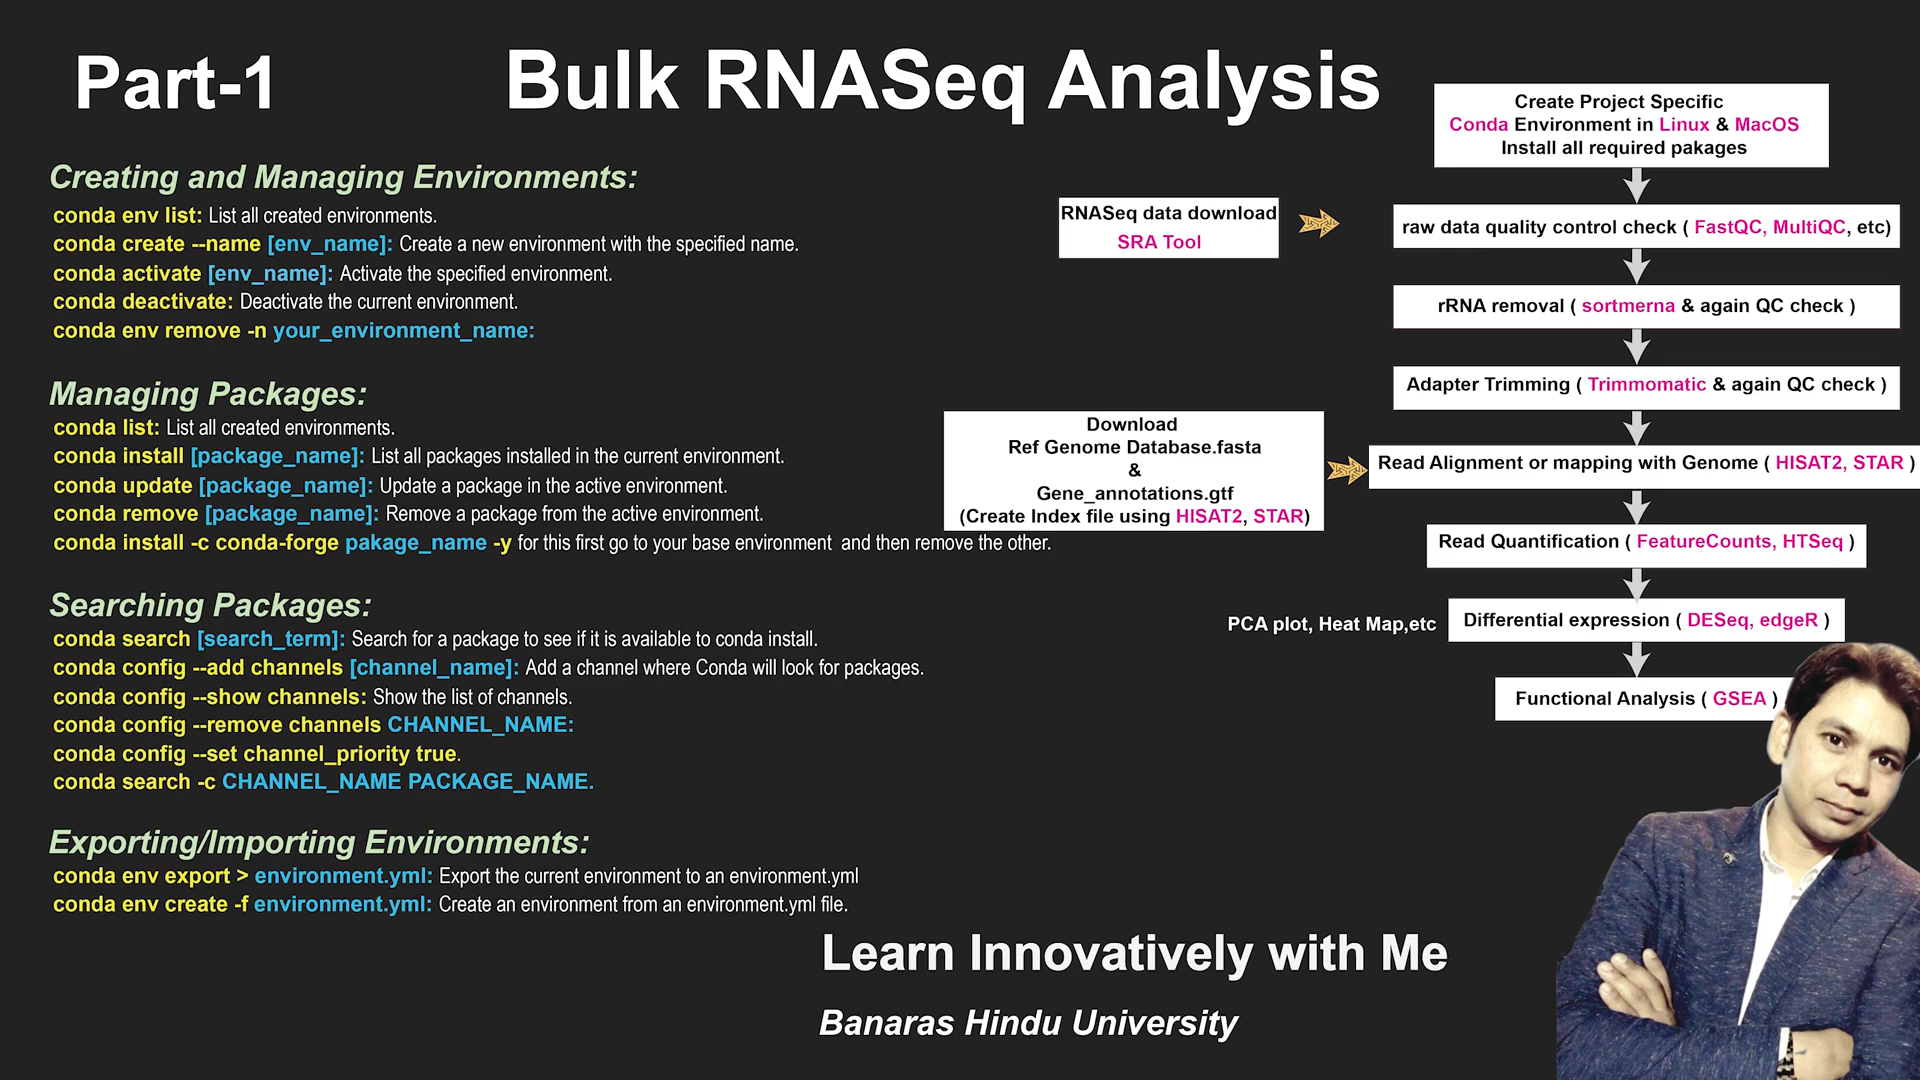 Part-1
Bulk RNASeq Analysis
Creating and Managing Environments:
conda env list: List all created environments.
conda create --name [env_name]: Create a new environment with the specified name.
conda activate [env_name]: Activate the specified environment.
conda deactivate: Deactivate the current environment.
conda env remove -n your_environment_name:
Managing Packages:
conda list: List all created environments.
conda install [package_name]: List all packages installed in the current environment.
conda update [package_name]: Update a package in the active environment.
conda remove [package_name]: Remove a package from the active environment.
conda install -c conda-forge pakage_name -y for this first go to your base environment and then remove the other.
Searching Packages:
conda search [search_term]: Search for a package to see if it is available to conda install.
conda config --add channels [channel_name]: Add a channel where Conda will look for packages.
conda config --show channels: Show the list of channels.
conda config --remove channels CHANNEL_NAME:
conda config --set channel_priority true.
conda search -c CHANNEL_NAME PACKAGE_NAME.
Exporting/Importing Environments:
conda env export > environment.yml: Export the current environment to an environment.yml
conda env create -f environment.yml: Create an environment from an environment.yml file.
Create Project Specific
Conda Environment in Linux & MacOS
Install all required pakages
RNASeq data download
SRA Tool
raw data quality control check ( FastQC, MultiQC, etc)
rRNA removal ( sortmerna & again QC check )
Adapter Trimming ( Trimmomatic & again QC check )
Download
Ref Genome Database.fasta
&
Gene_annotations.gtf
(Create Index file using HISAT2, STAR)
Read Alignment or mapping with Genome ( HISAT2, STAR )
Read Quantification ( FeatureCounts, HTSeq )
PCA plot, Heat Map,etc
Differential expression ( DESeq, edgeR )
Functional Analysis ( GSEA )
Learn Innovatively with Me
Banaras Hindu University